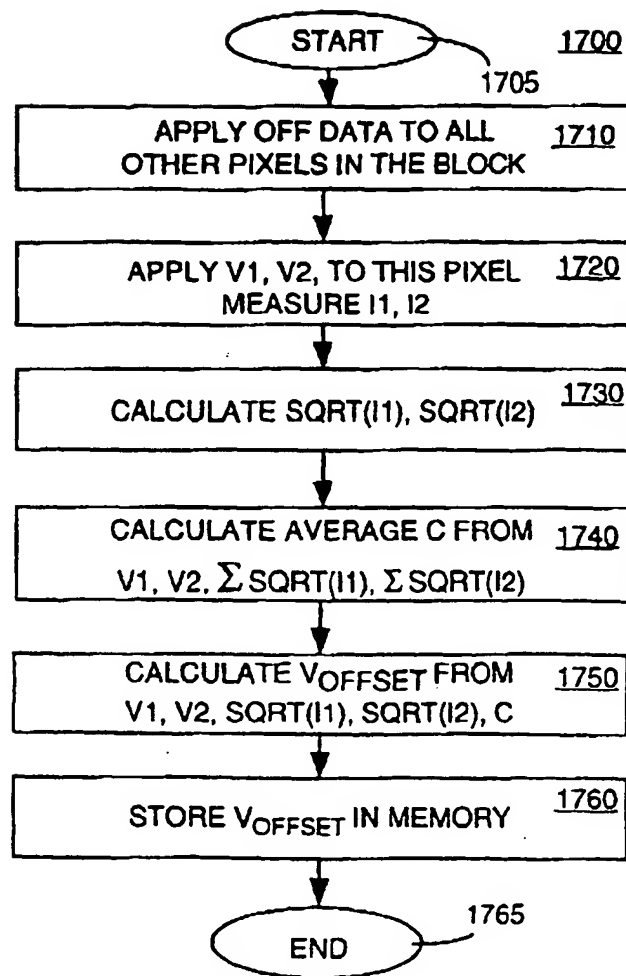 START
1700
1705
APPLY OFF DATA TO ALL
OTHER PIXELS IN THE BLOCK
1710
APPLY V1, V2, TO THIS PIXEL
MEASURE I1, I2
1720
CALCULATE SQRT(I1), SQRT(I2)
1730
CALCULATE AVERAGE C FROM
V1, V2, Σ SQRT(I1), Σ SQRT(I2)
1740
CALCULATE VOFFSET FROM
V1, V2, SQRT(I1), SQRT(I2), C
1750
STORE VOFFSET IN MEMORY
1760
1765
END